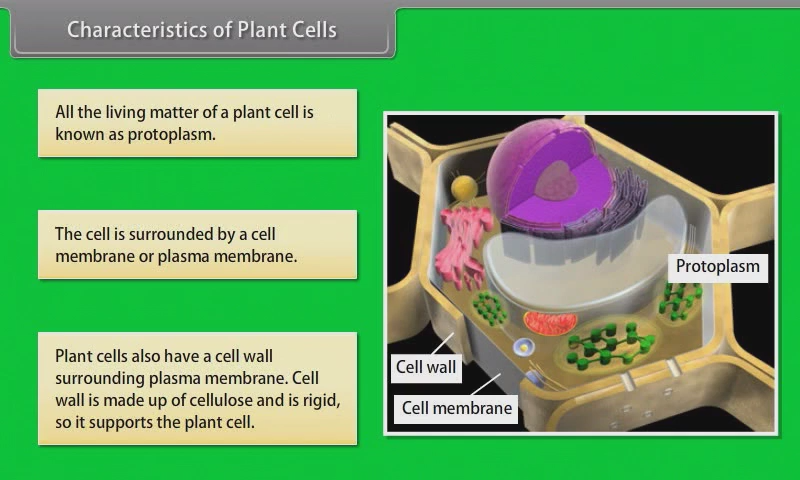 Characteristics of Plant Cells
All the living matter of a plant cell is
known as protoplasm.
The cell is surrounded by a cell
membrane or plasma membrane.
Plant cells also have a cell wall
surrounding plasma membrane. Cell
wall is made up of cellulose and is rigid,
so it supports the plant cell.
Protoplasm
Cell wall
Cell membrane